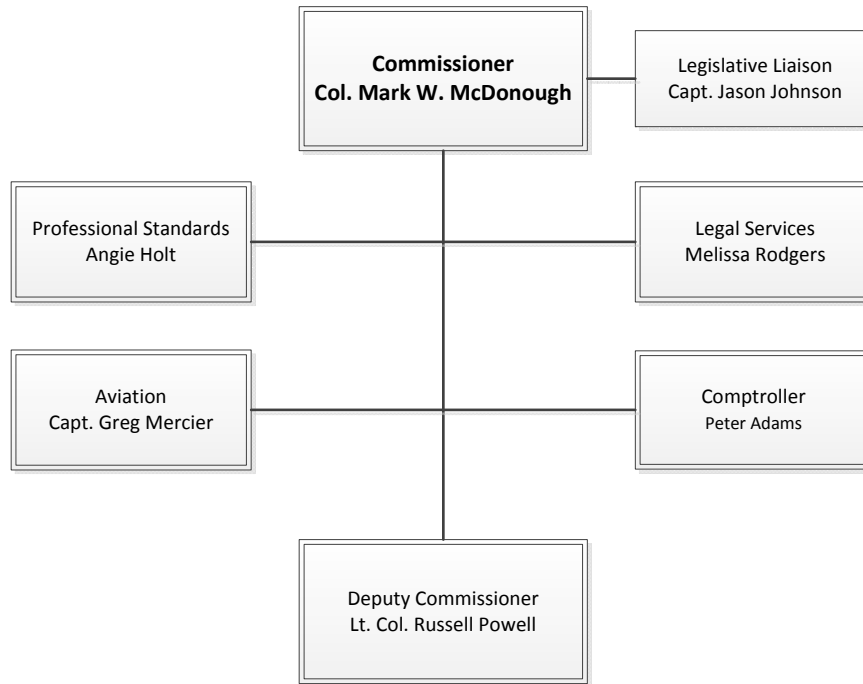 Commissioner
Col. Mark W. McDonough
Legislative Liaison
Capt. Jason Johnson
Professional Standards
Angie Holt
Legal Services
Melissa Rodgers
Aviation
Capt. Greg Mercier
Comptroller
Peter Adams
Deputy Commissioner
Lt. Col. Russell Powell